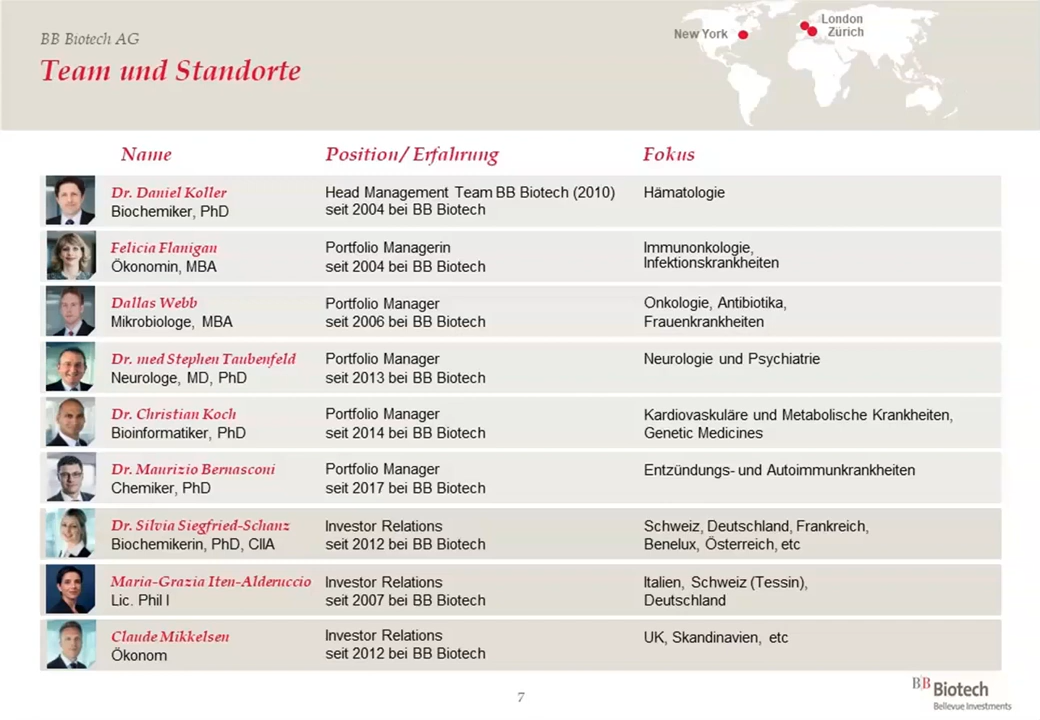 BB Biotech AG
Team und Standorte
New York
London
Zürich
Name Position/ Erfahrung Fokus
Dr. Daniel Koller
Biochemiker, PhD
Head Management Team BB Biotech (2010)
seit 2004 bei BB Biotech
Hämatologie
Felicia Flanigan
Ökonomin, MBA
Portfolio Managerin
seit 2004 bei BB Biotech
Immunonkologie,
Infektionskrankheiten
Dallas Webb
Mikrobiologe, MBA
Portfolio Manager
seit 2006 bei BB Biotech
Onkologie, Antibiotika,
Frauenkrankheiten
Dr. med Stephen Taubenfeld
Neurologe, MD, PhD
Portfolio Manager
seit 2013 bei BB Biotech
Neurologie und Psychiatrie
Dr. Christian Koch
Bioinformatiker, PhD
Portfolio Manager
seit 2014 bei BB Biotech
Kardiovaskuläre und Metabolische Krankheiten,
Genetic Medicines
Dr. Maurizio Bernasconi
Chemiker, PhD
Portfolio Manager
seit 2017 bei BB Biotech
Entzündungs- und Autoimmunkrankheiten
Dr. Silvia Siegfried-Schanz
Biochemikerin, PhD, CIIA
Investor Relations
seit 2012 bei BB Biotech
Schweiz, Deutschland, Frankreich,
Benelux, Österreich, etc
Maria-Grazia Iten-Alderuccio
Lic. Phil I
Investor Relations
seit 2007 bei BB Biotech
Italien, Schweiz (Tessin),
Deutschland
Claude Mikkelsen
Ökonom
Investor Relations
seit 2012 bei BB Biotech
UK, Skandinavien, etc
7
BB Biotech
Bellevue Investments